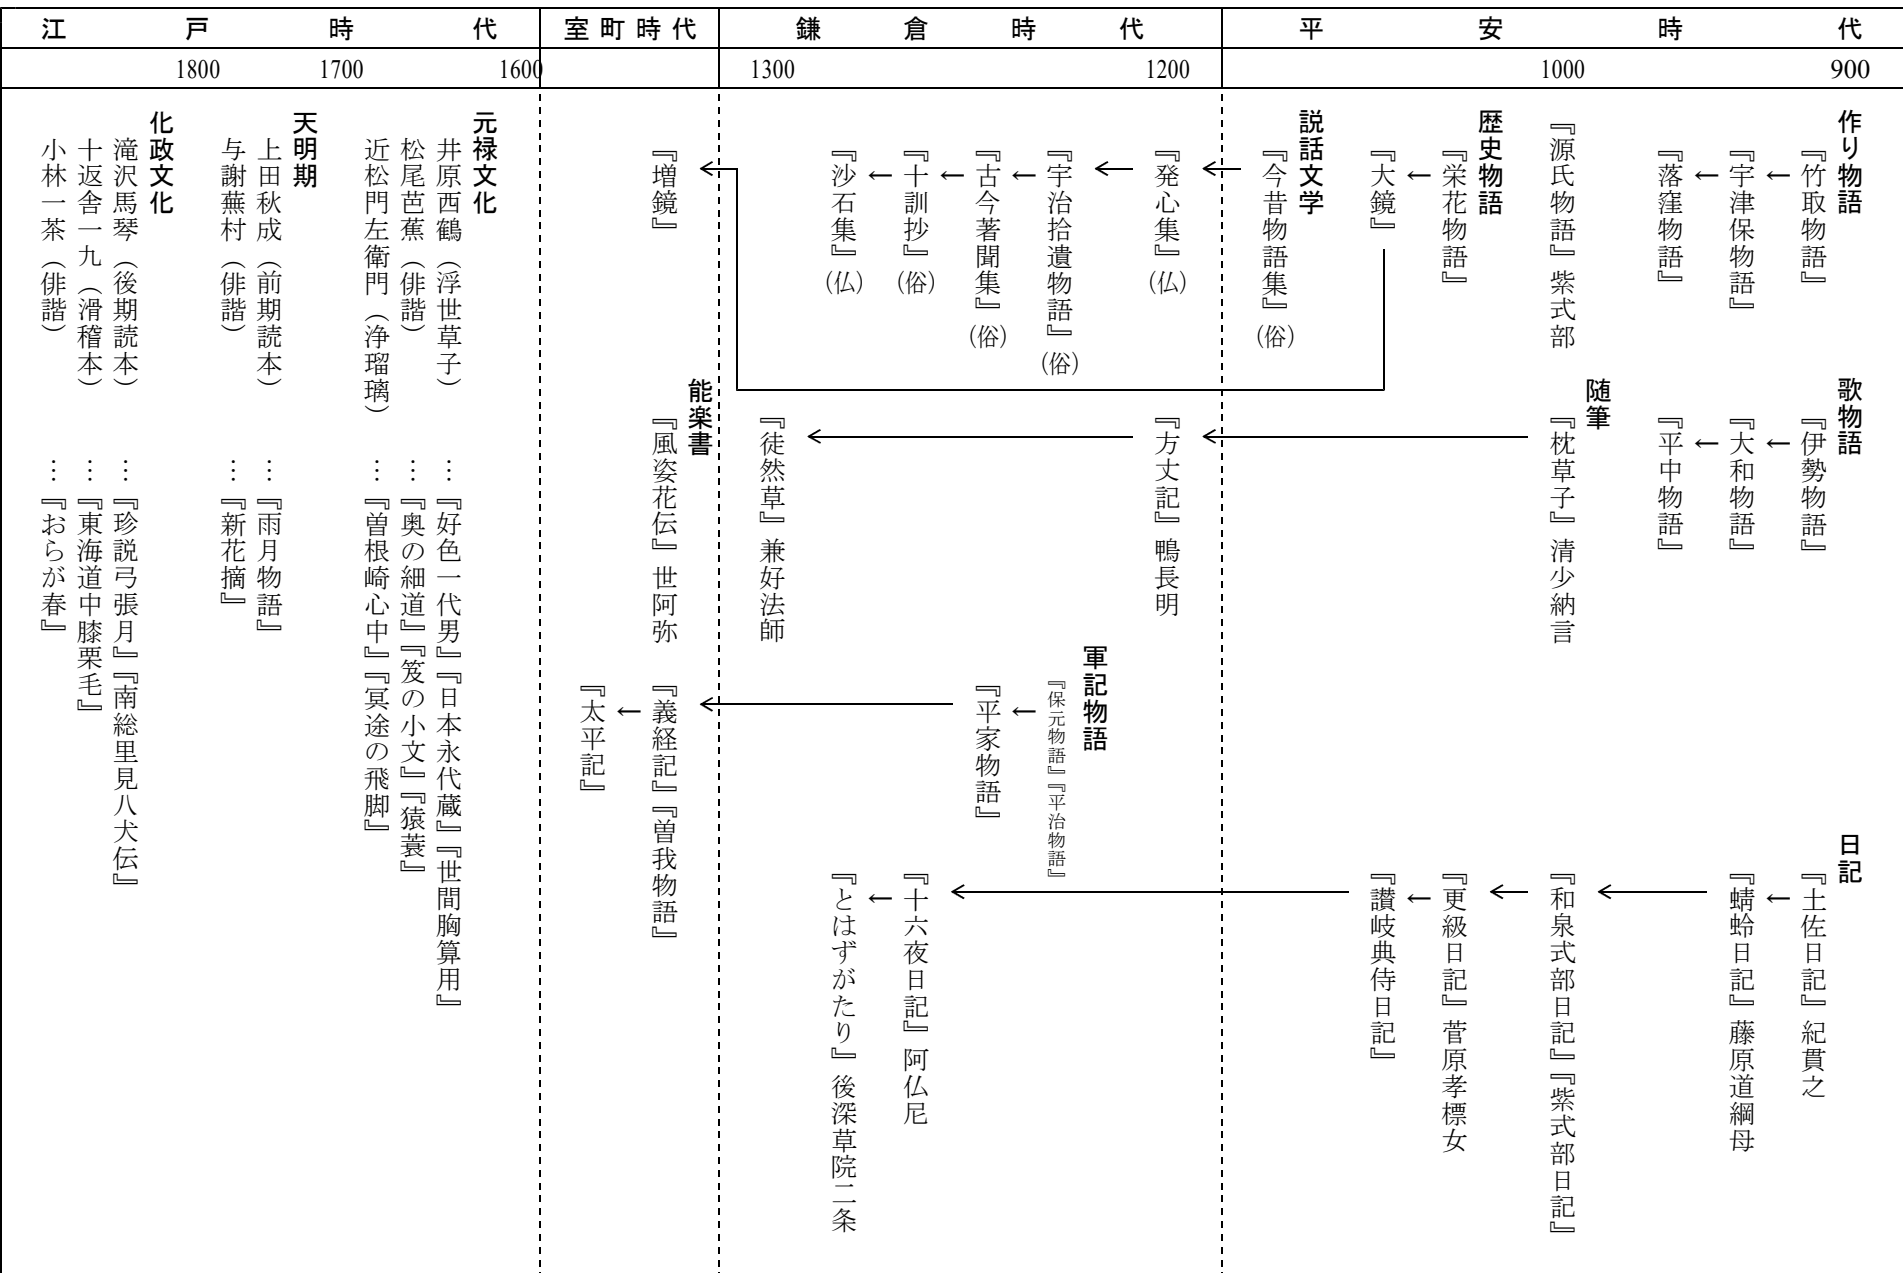 平安時代
鎌倉時代
室町時代
江戸時代
900
1000
1200
1300
1600
1700
1800
作り物語
『竹取物語』
←
『宇津保物語』
←
『落窪物語』
『源氏物語』紫式部
歴史物語
『栄花物語』
←
『大鏡』
説話文学
『今昔物語集』（俗）
←
『発心集』（仏）
←
『宇治拾遺物語』（俗）
←
『古今著聞集』（俗）
←
『十訓抄』（俗）
←
『沙石集』（仏）
←
『増鏡』
歌物語
『伊勢物語』
←
『大和物語』
←
『平中物語』
随筆
『枕草子』清少納言
←
『方丈記』鴨長明
←
『徒然草』兼好法師
能楽書
『風姿花伝』世阿弥
軍記物語
『保元物語』『平治物語』
←
『平家物語』
←
『義経記』『曽我物語』
←
『太平記』
日記
『土佐日記』紀貫之
←
『蜻蛉日記』藤原道綱母
←
『和泉式部日記』『紫式部日記』
←
『更級日記』菅原孝標女
←
『讃岐典侍日記』
←
『十六夜日記』阿仏尼
←
『とはずがたり』後深草院二条
元禄文化
井原西鶴（浮世草子）…『好色一代男』『日本永代蔵』『世間胸算用』
松尾芭蕉（俳諧）…『奥の細道』『笈の小文』『猿蓑』
近松門左衛門（浄瑠璃）…『曽根崎心中』『冥途の飛脚』
天明期
上田秋成（前期読本）…『雨月物語』
与謝蕪村（俳諧）…『新花摘』
化政文化
滝沢馬琴（後期読本）…『珍説弓張月』『南総里見八犬伝』
十返舎一九（滑稽本）…『東海道中膝栗毛』
小林一茶（俳諧）…『おらが春』